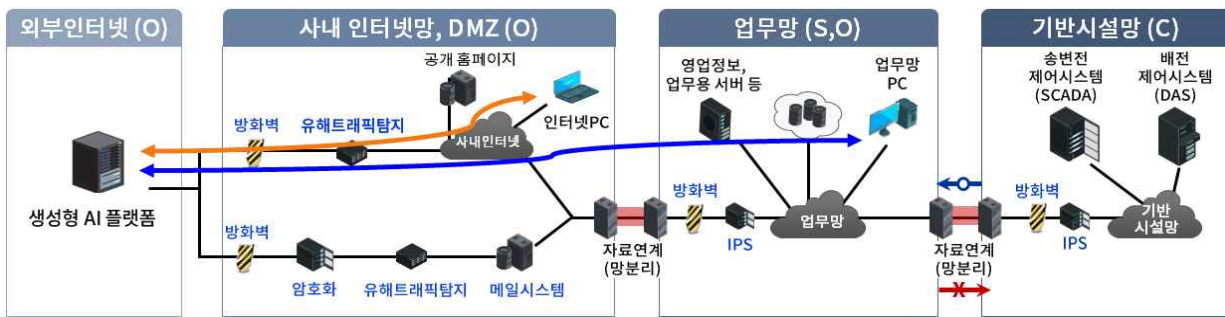 외부인터넷 (O)
사내 인터넷망, DMZ (O)
업무망 (S,O)
기반시설망 (C)
공개 홈페이지
인터넷PC
방화벽
유해트래픽탐지
사내인터넷
생성형 AI 플랫폼
방화벽
암호화
유해트래픽탐지
메일시스템
자료연계
(망분리)
영업정보,
업무용 서버 등
업무망
PC
방화벽
IPS
업무망
자료연계
(망분리)
X
송변전
제어시스템
(SCADA)
배전
제어시스템
(DAS)
방화벽
IPS
기반
시설망